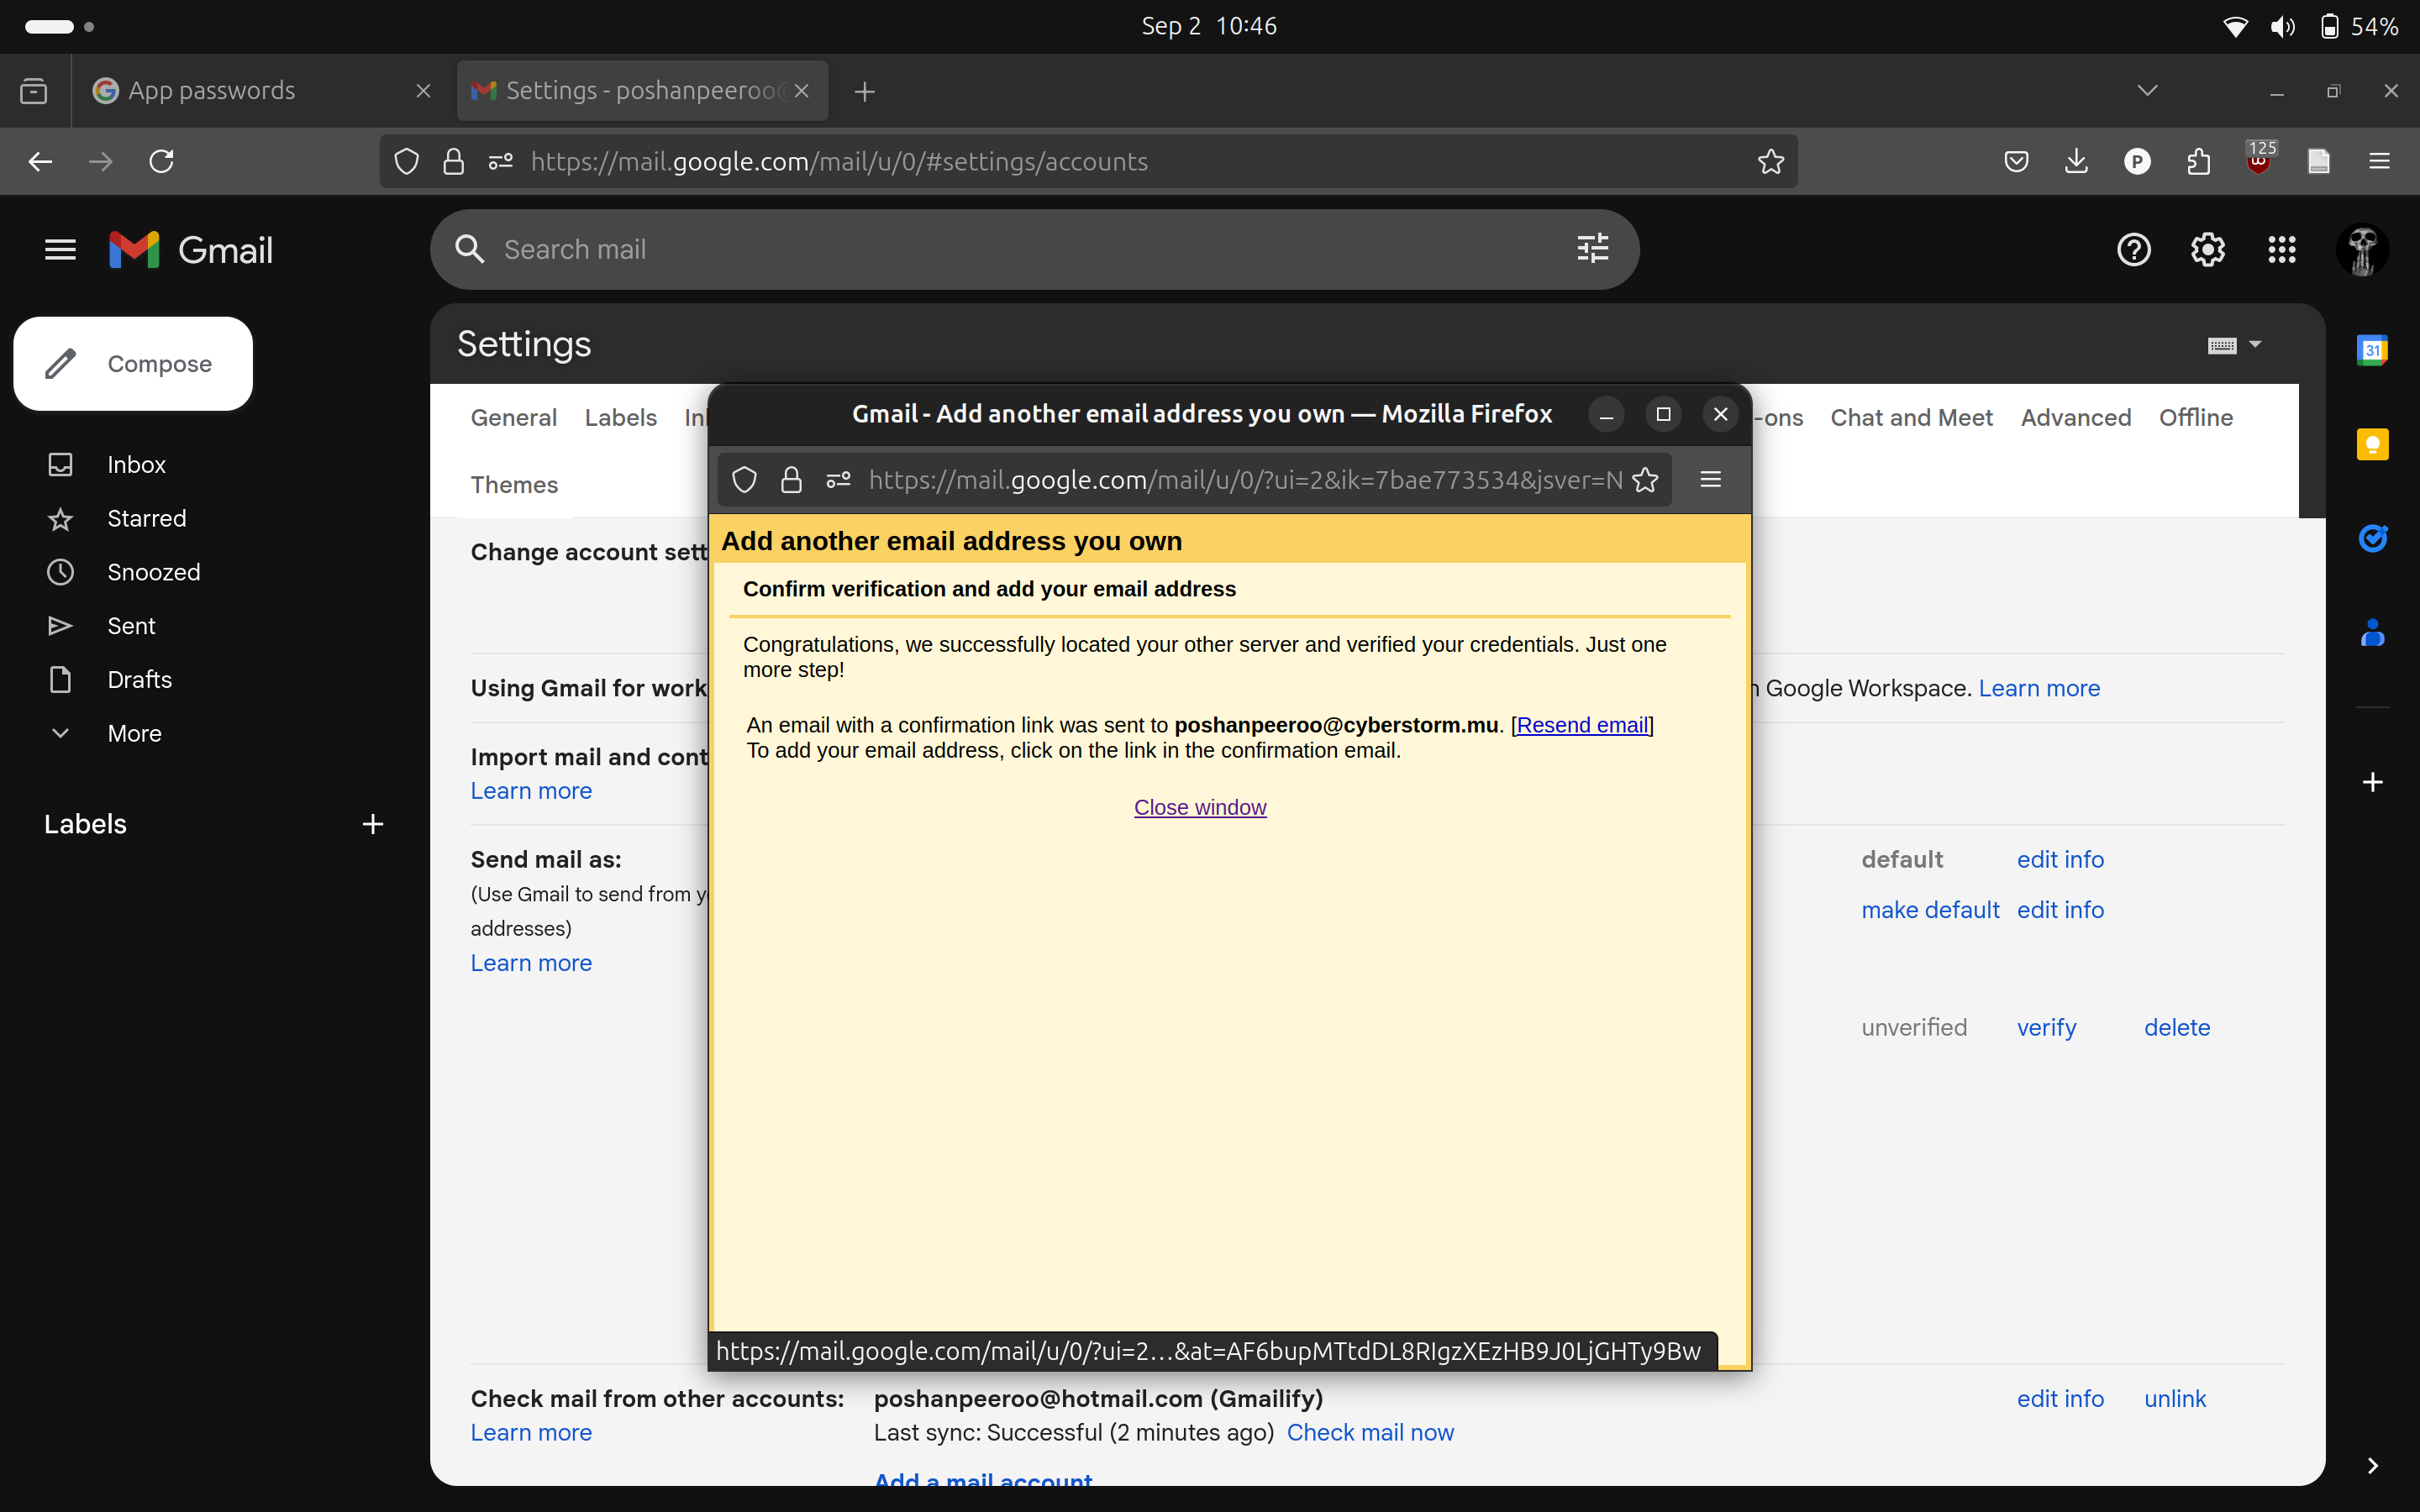 Sep 2 10:46
54%
App passwords
Settings - poshanpeeroo@
https://mail.google.com/mail/u/0/#settings/accounts
125
P
Gmail
Search mail
Compose
Settings
31
General Labels Inl
-ons Chat and Meet Advanced Offline
Themes
Inbox
Starred
Snoozed
Sent
Drafts
More
Labels
Gmail - Add another email address you own — Mozilla Firefox
https://mail.google.com/mail/u/0/?ui=2&ik=7bae773534&jsver=N
Add another email address you own
Confirm verification and add your email address
Congratulations, we successfully located your other server and verified your credentials. Just one
more step!
An email with a confirmation link was sent to poshanpeeroo@cyberstorm.mu. [Resend email]
To add your email address, click on the link in the confirmation email.
Close window
https://mail.google.com/mail/u/0/?ui=2…&at=AF6bupMTtdDL8RIgzXEzHB9J0LjGHTy9Bw
Change account sett
Using Gmail for work
Google Workspace. Learn more
Import mail and cont
Learn more
Send mail as:
(Use Gmail to send from yo
addresses)
Learn more
default edit info
make default edit info
unverified verify delete
Check mail from other accounts: poshanpeeroo@hotmail.com (Gmailify) edit info unlink
Learn more Last sync: Successful (2 minutes ago) Check mail now
Add a mail account